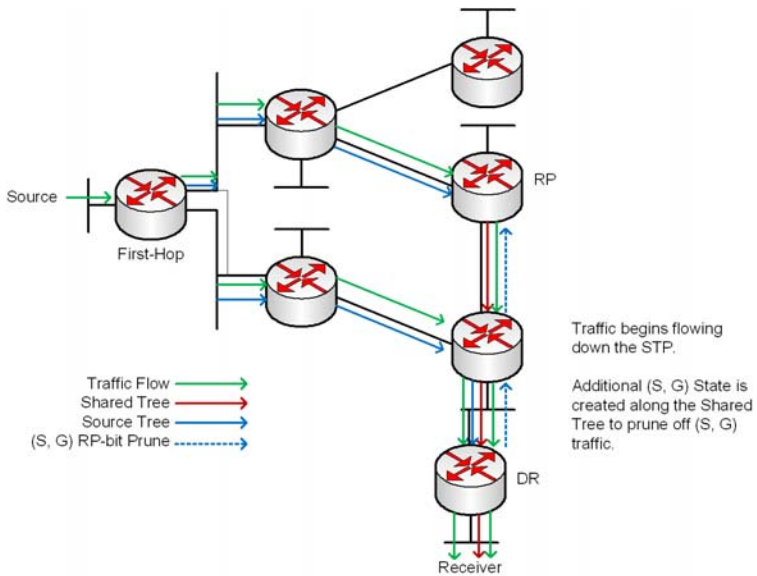 RP
Source
First-Hop
Traffic begins flowing
down the STP.
Traffic Flow
Shared Tree
Source Tree
(S, G) RP-bit Prune
Additional (S, G) State is
created along the Shared
Tree to prune off (S, G)
traffic.
DR
Receiver